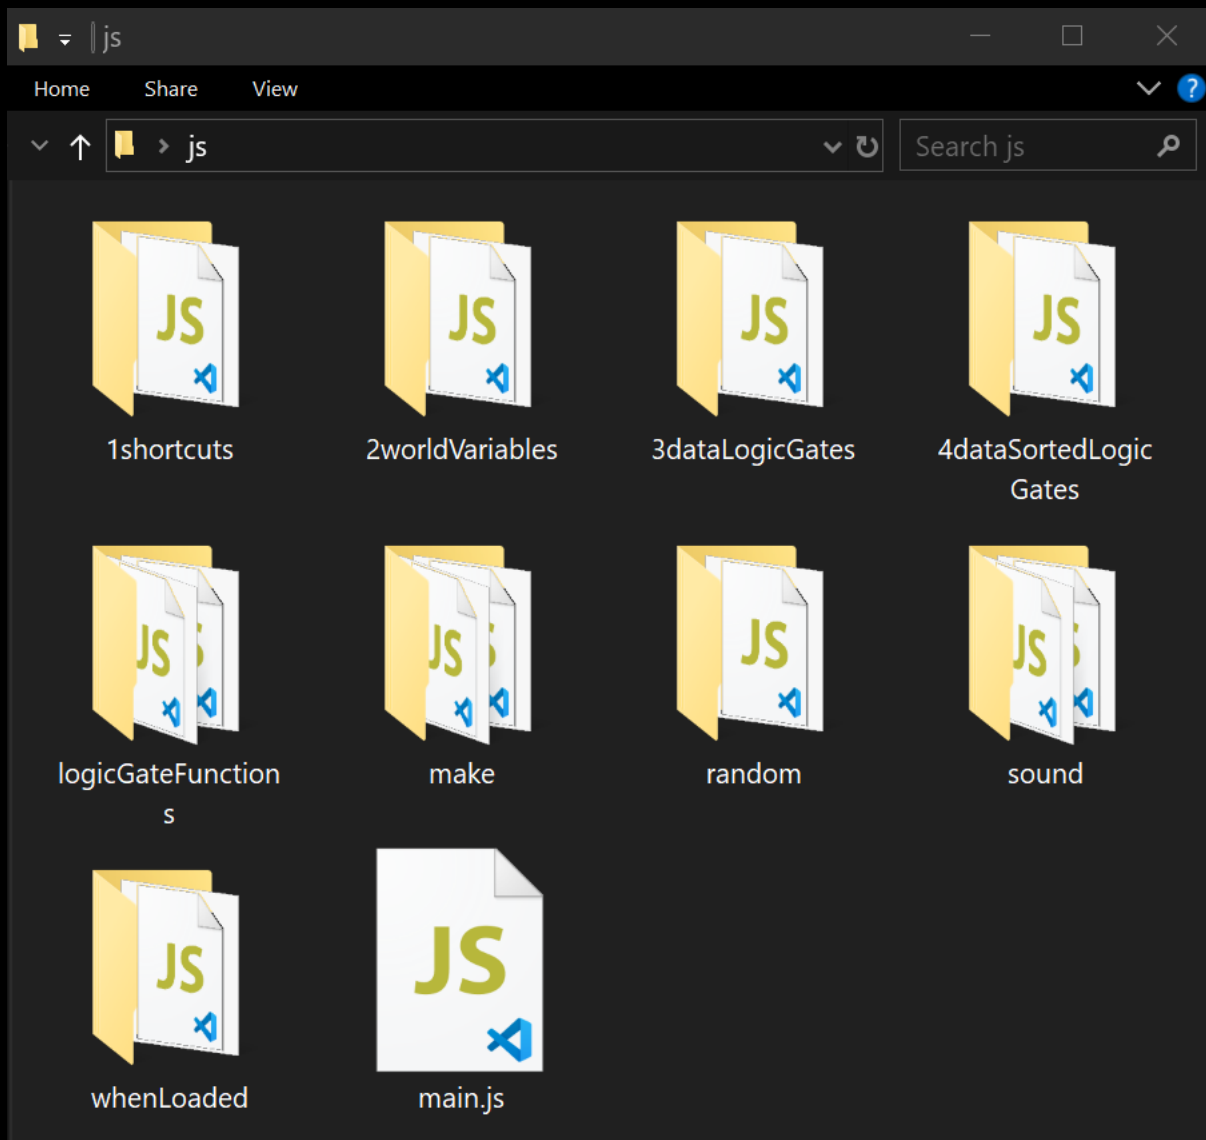 js
Home Share View
?
js
Search js
JS JS JS JS
1shortcuts 2worldVariables 3dataLogicGates 4dataSortedLogic
Gates
JS JS JS JS
logicGateFunction make random sound
s
JS JS
whenLoaded main.js